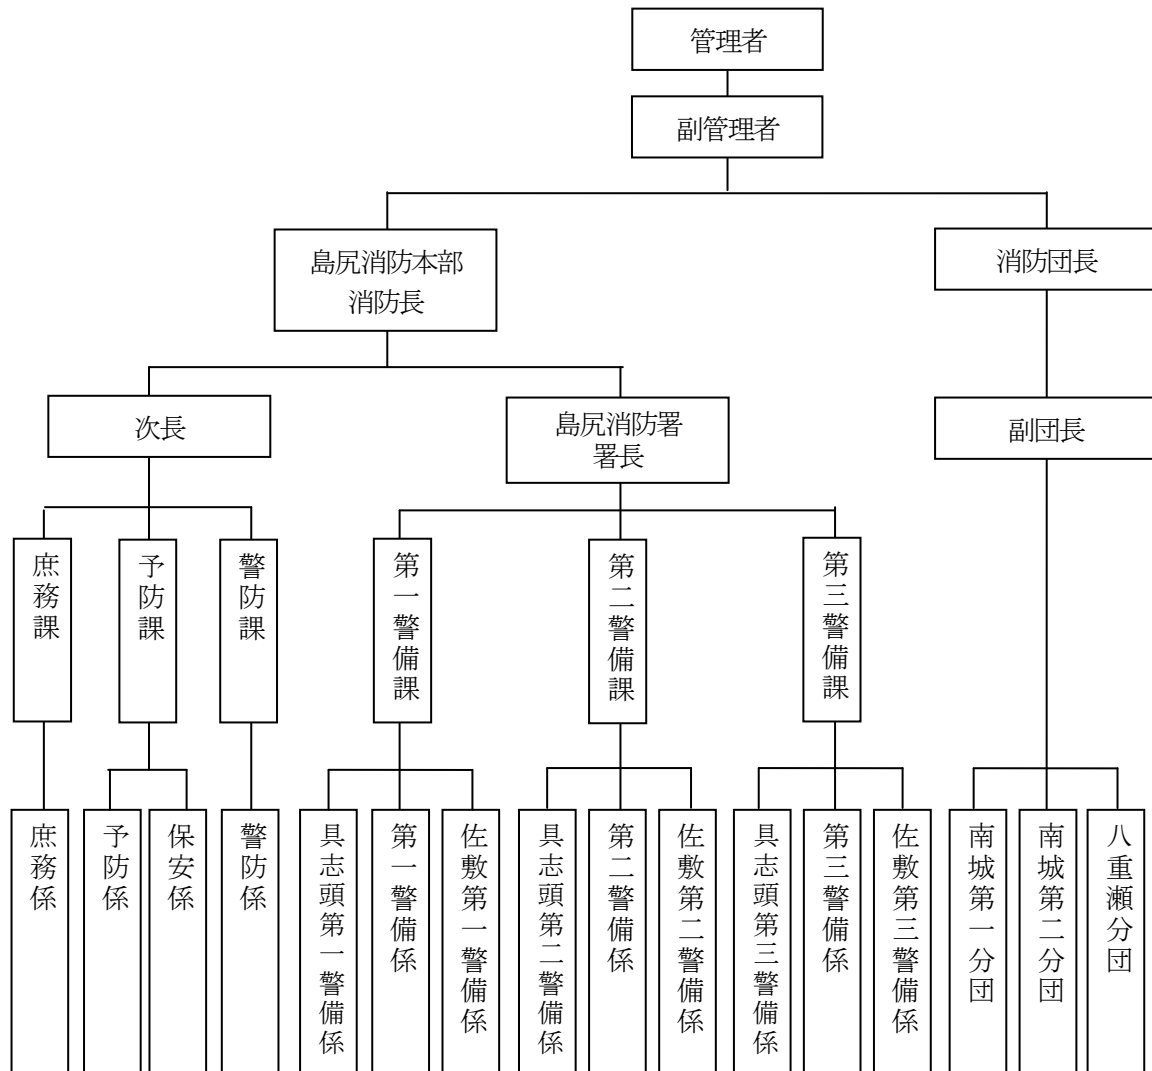 管理者
副管理者
島尻消防本部
消防長
消防団長
次長
島尻消防署
署長
副団長
庶務課
予防課
警防課
第一警備課
第二警備課
第三警備課
庶務係
予防係
保安係
警防係
具志頭第一警備係
第一警備係
佐敷第一警備係
具志頭第二警備係
第二警備係
佐敷第二警備係
具志頭第三警備係
第三警備係
佐敷第三警備係
南城第一分団
南城第二分団
八重瀬分団